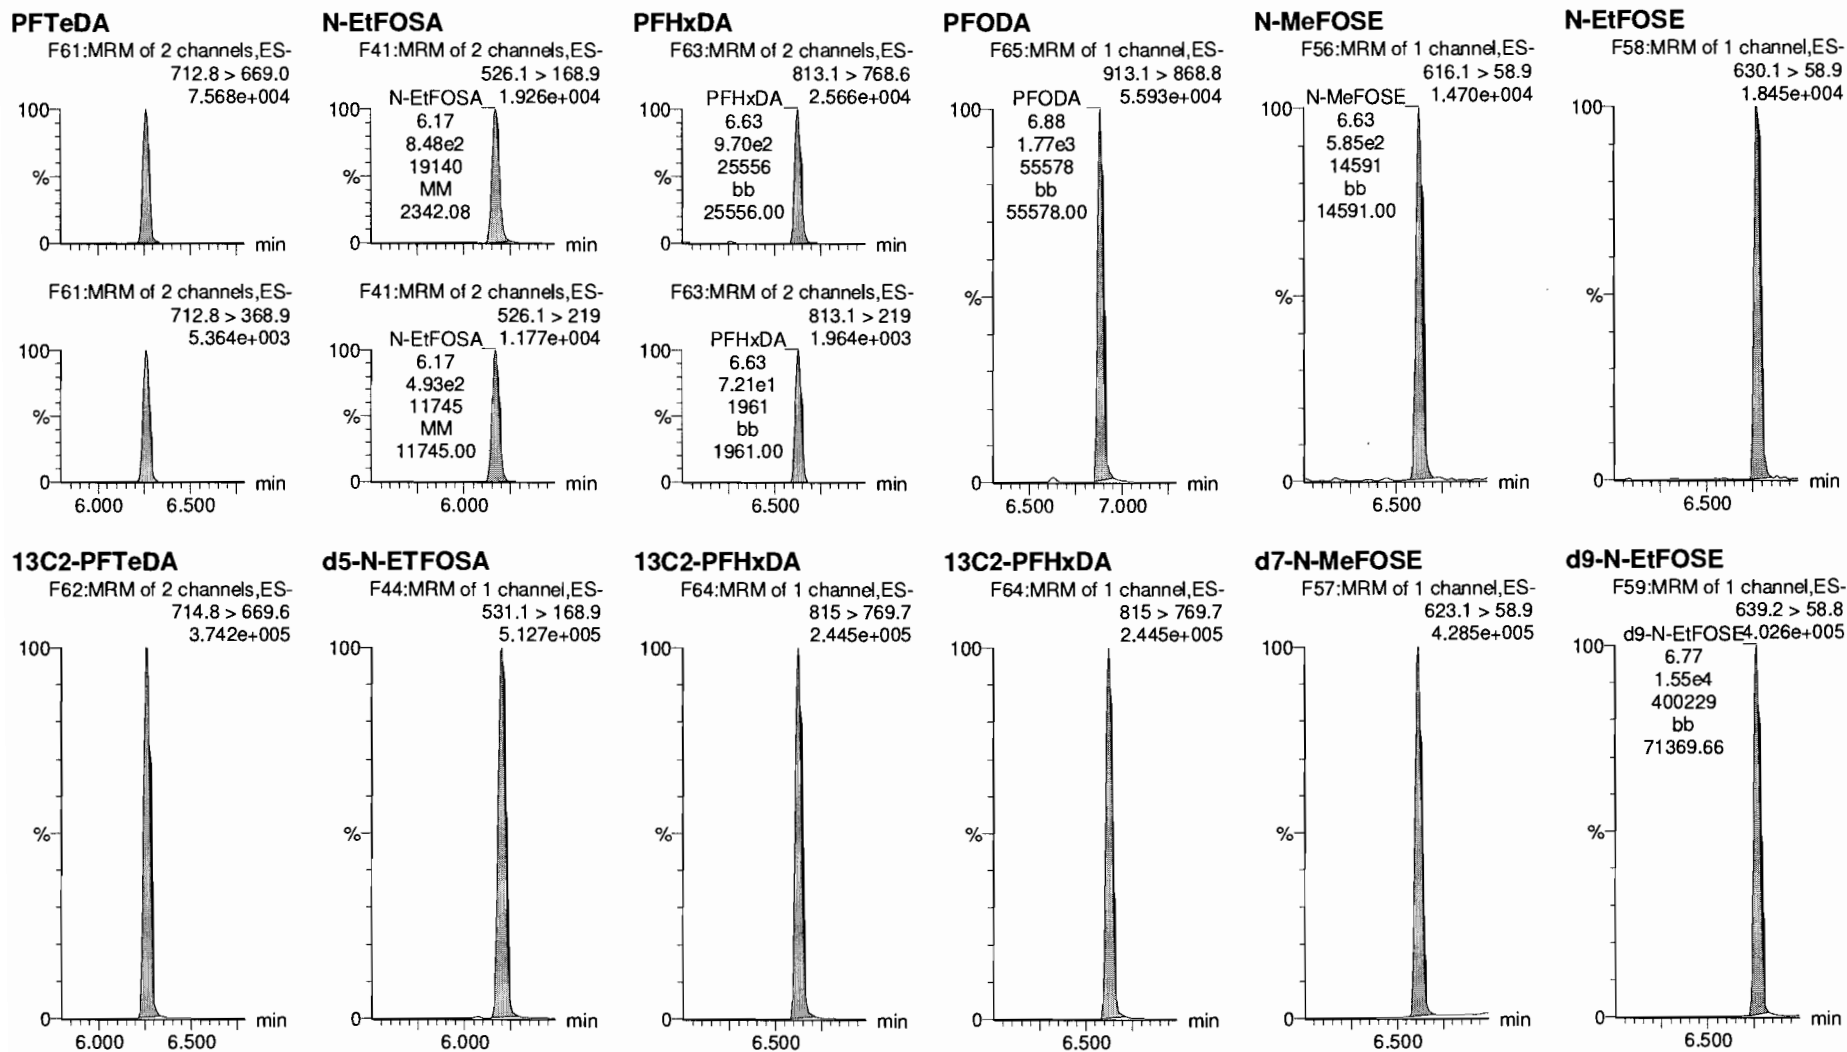 PFTeDA
F61:MRM of 2 channels,ES-
712.8 > 669.0
7.568e+004
100
%
0
min
F61:MRM of 2 channels,ES-
712.8 > 368.9
5.364e+003
100
%
0
min
6.000 6.500
N-EtFOSA
F41:MRM of 2 channels,ES-
526.1 > 168.9
N-EtFOSA 1.926e+004
100
6.17
8.48e2
19140
%
MM
2342.08
0
min
F41:MRM of 2 channels,ES-
526.1 > 219
N-EtFOSA 1.177e+004
100
6.17
4.93e2
11745
%
MM
11745.00
0
min
6.000
PFHxDA
F63:MRM of 2 channels,ES-
813.1 > 768.6
PFHxDA 2.566e+004
100
6.63
9.70e2
25556
%
bb
25556.00
0
min
F63:MRM of 2 channels,ES-
813.1 > 219
PFHxDA 1.964e+003
100
6.63
7.21e1
1961
%
bb
1961.00
0
min
6.500
PFODA
F65:MRM of 1 channel,ES-
913.1 > 868.8
PFODA 5.593e+004
100
6.88
1.77e3
55578
bb
55578.00
%
0
min
6.500 7.000
N-MeFOSE
F56:MRM of 1 channel,ES-
616.1 > 58.9
N-MeFOSE 1.470e+004
100
6.63
5.85e2
14591
bb
14591.00
%
0
min
6.500
N-EtFOSE
F58:MRM of 1 channel,ES-
630.1 > 58.9
1.845e+004
100
%
0
min
6.500
13C2-PFTeDA
F62:MRM of 2 channels,ES-
714.8 > 669.6
3.742e+005
100
%
0
min
6.000 6.500
d5-N-ETFOSA
F44:MRM of 1 channel,ES-
531.1 > 168.9
5.127e+005
100
%
0
min
6.000
13C2-PFHxDA
F64:MRM of 1 channel,ES-
815 > 769.7
2.445e+005
100
%
0
min
6.500
13C2-PFHxDA
F64:MRM of 1 channel,ES-
815 > 769.7
2.445e+005
100
%
0
min
6.500
d7-N-MeFOSE
F57:MRM of 1 channel,ES-
623.1 > 58.9
4.285e+005
100
%
0
min
6.500
d9-N-EtFOSE
F59:MRM of 1 channel,ES-
639.2 > 58.8
d9-N-EtFOSE 4.026e+005
100
6.77
1.55e4
400229
bb
71369.66
%
0
min
6.500